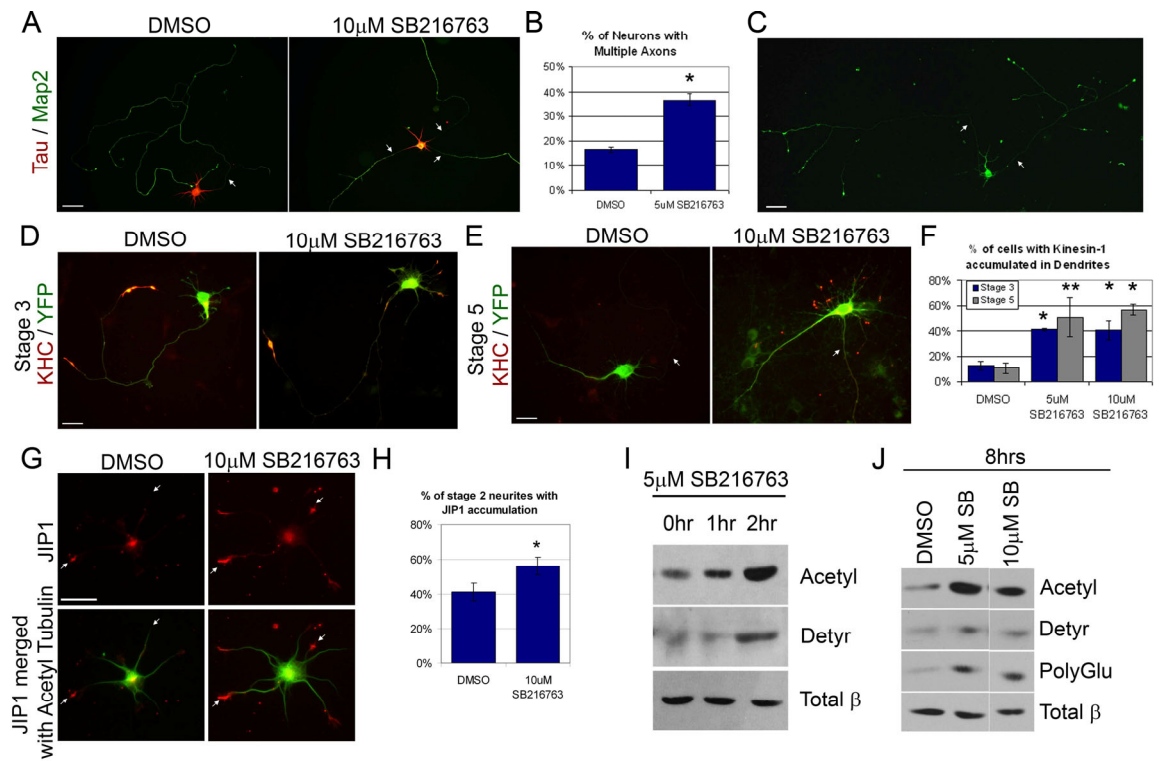 A
DMSO
10μM SB216763
Tau / Map2
B
% of Neurons with
Multiple Axons
50%
40%
30%
20%
10%
0%
*
DMSO
5uM SB216763
C
D
DMSO
10μM SB216763
Stage 3
KHC / YFP
E
DMSO
10μM SB216763
Stage 5
KHC / YFP
F
% of cells with Kinesin-1
accumulated in Dendrites
80%
60%
40%
20%
0%
Stage 3
Stage 5
*
**
*
*
DMSO
5uM
SB216763
10uM
SB216763
G
DMSO
10μM SB216763
JIP1
JIP1 merged
with Acetyl Tubulin
H
% of stage 2 neurites with
JIP1 accumulation
80%
60%
40%
20%
0%
*
DMSO
10uM
SB216763
I
5μM SB216763
0hr 1hr 2hr
Acetyl
Detyr
Total β
J
8hrs
DMSO
5μM SB
10μM SB
Acetyl
Detyr
PolyGlu
Total β